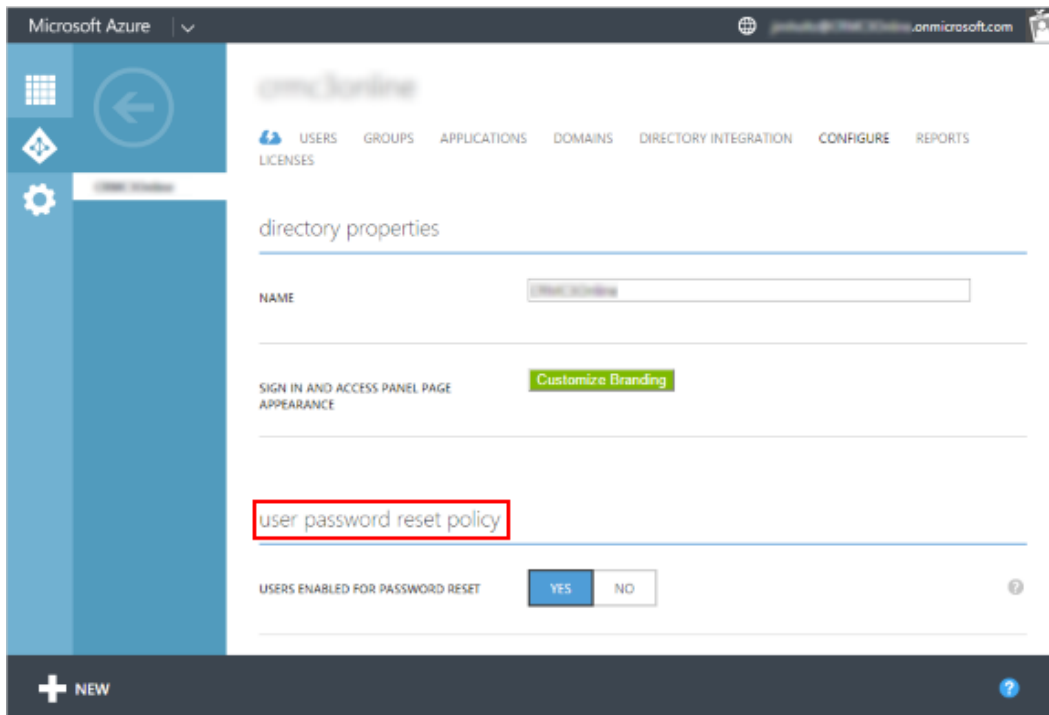 Microsoft Azure
.onmicrosoft.com
USERS GROUPS APPLICATIONS DOMAINS DIRECTORY INTEGRATION CONFIGURE REPORTS
LICENSES
directory properties
NAME
SIGN IN AND ACCESS PANEL PAGE
APPEARANCE
Customize Branding
user password reset policy
USERS ENABLED FOR PASSWORD RESET
YES NO
?
NEW
?